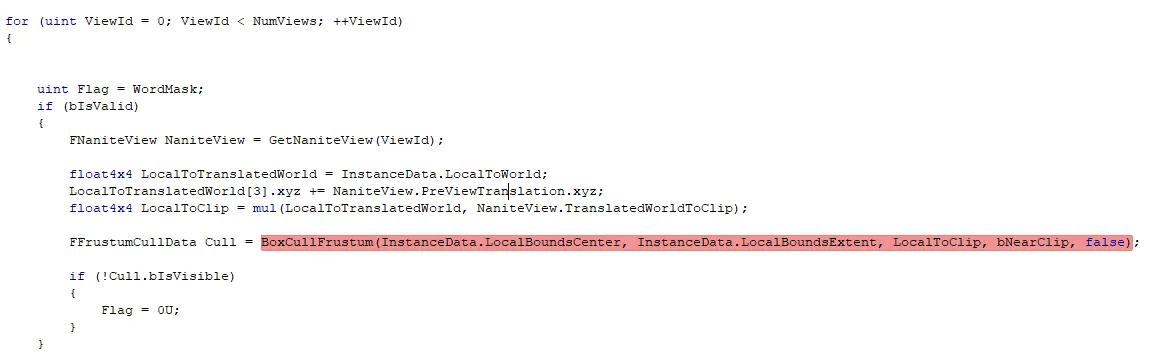 for (uint ViewId = 0; ViewId < NumViews; ++ViewId)
{
uint Flag = WordMask;
if (bIsValid)
{
FNaniteView NaniteView = GetNaniteView(ViewId);
float4x4 LocalToTranslatedWorld = InstanceData.LocalToWorld;
LocalToTranslatedWorld[3].xyz += NaniteView.PreViewTranslation.xyz;
float4x4 LocalToClip = mul(LocalToTranslatedWorld, NaniteView.TranslatedWorldToClip);
FFrustumCullData Cull = BoxCullFrustum(InstanceData.LocalBoundsCenter, InstanceData.LocalBoundsExtent, LocalToClip, bNearClip, false);
if (!Cull.bIsVisible)
{
Flag = 0U;
}
}